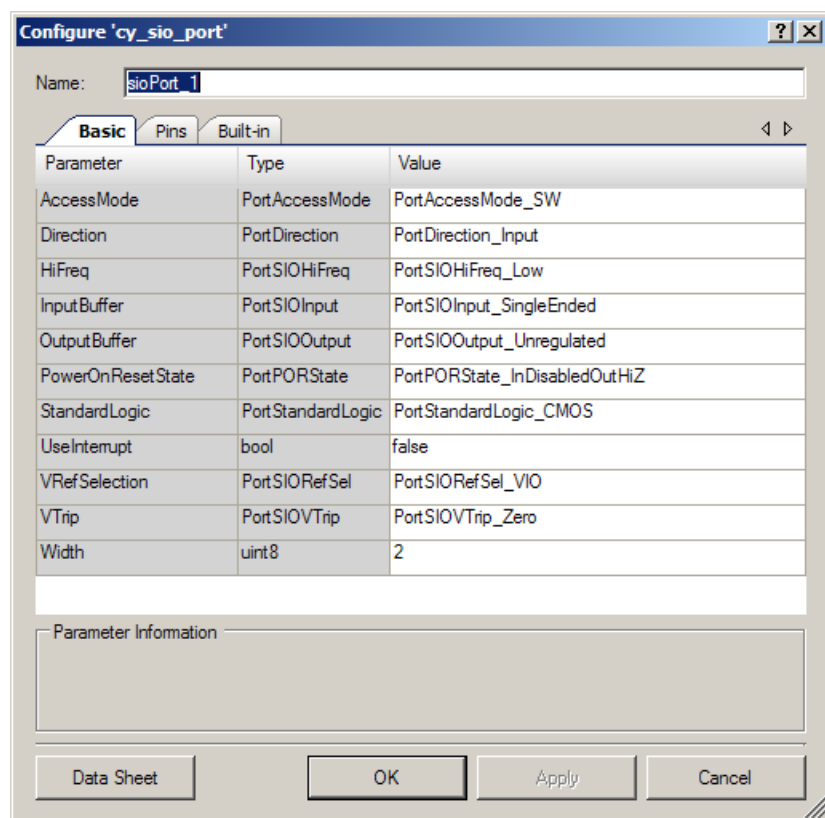 Configure 'cy_sio_port'
Name: sioPort_1
Basic Pins Built-in
Parameter Type Value
AccessMode PortAccessMode PortAccessMode_SW
Direction PortDirection PortDirection_Input
HiFreq PortSIOHiFreq PortSIOHiFreq_Low
InputBuffer PortSIOInput PortSIOInput_SingleEnded
OutputBuffer PortSIOOutput PortSIOOutput_Unregulated
PowerOnResetState PortPORState PortPORState_InDisabledOutHiZ
StandardLogic PortStandardLogic PortStandardLogic_CMOS
UseInterrupt bool false
VRefSelection PortSIORefSel PortSIORefSel_VIO
VTrip PortSIOVTrip PortSIOVTrip_Zero
Width uint8 2
Parameter Information
Data Sheet OK Apply Cancel